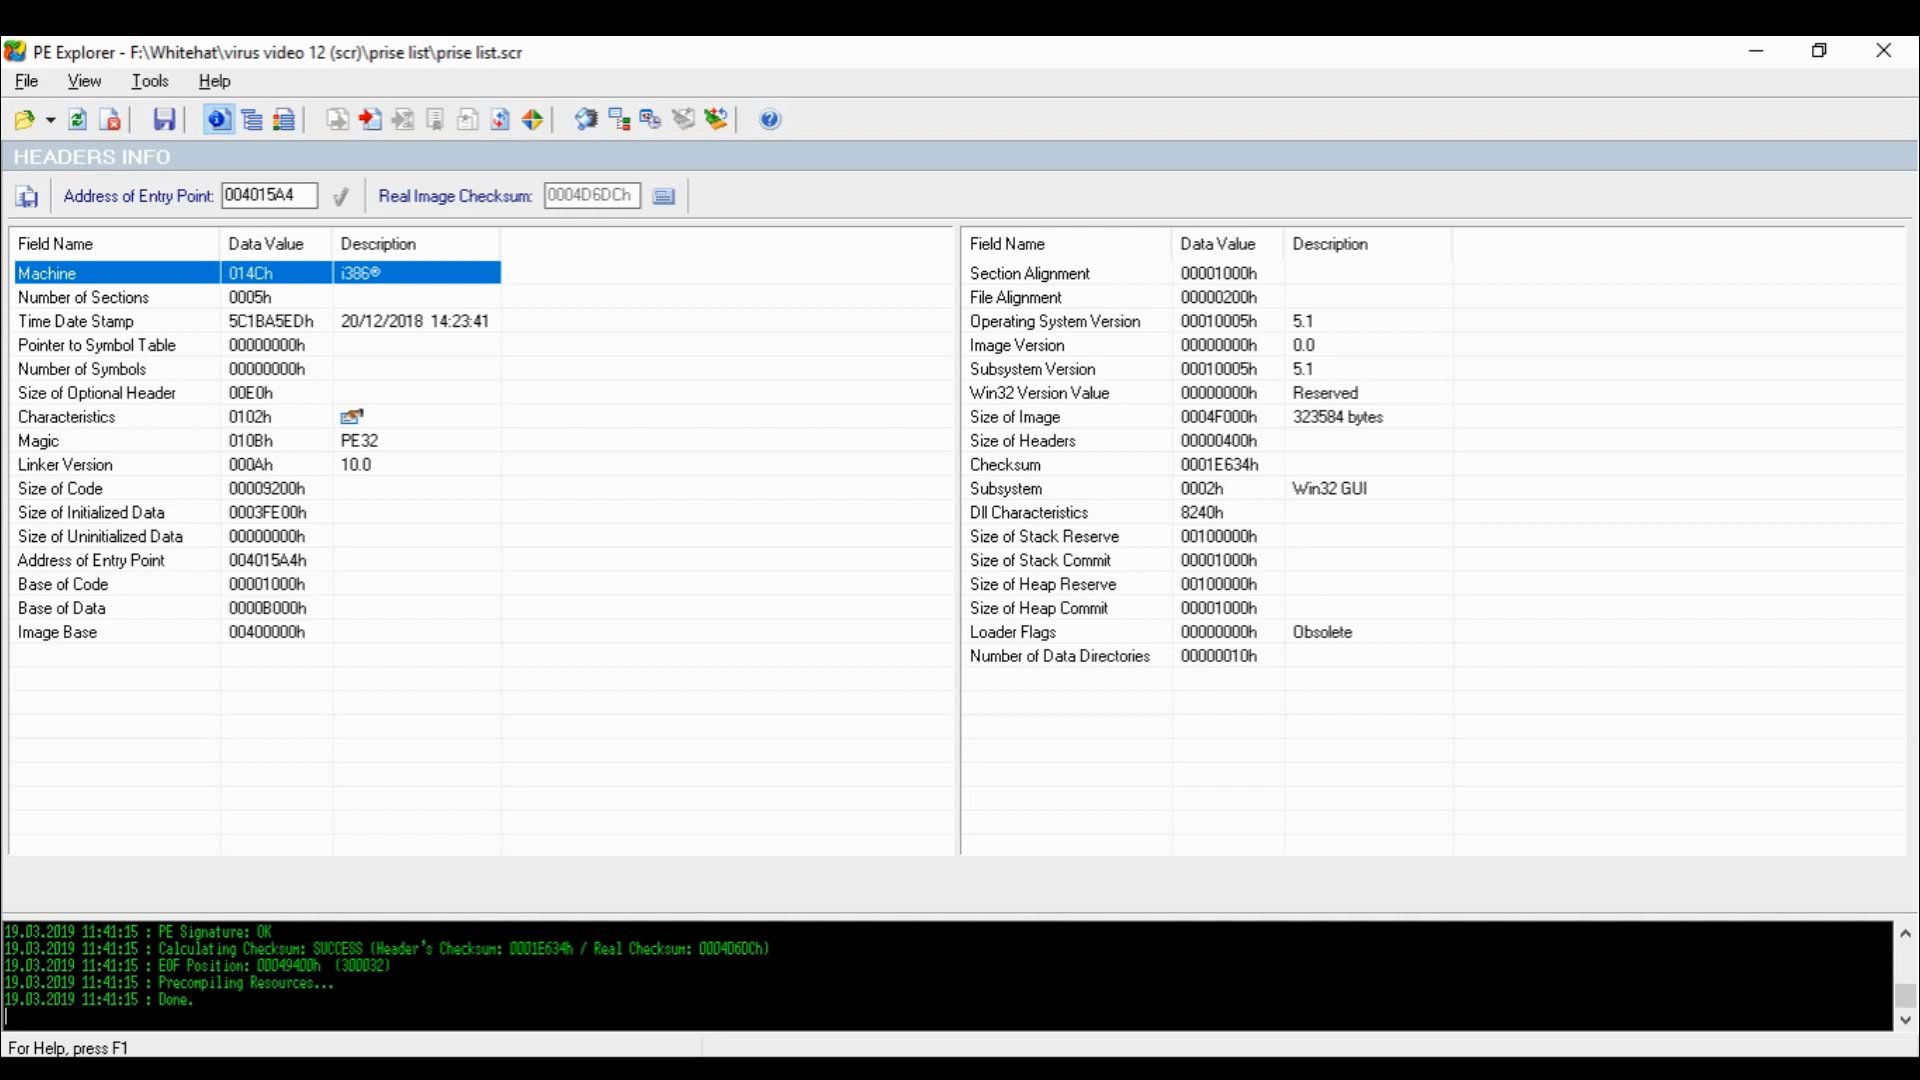 PE Explorer - F:\Whitehat\virus video 12 (scr)\prise list\prise list.scr
File View Tools Help
HEADERS INFO
Address of Entry Point: 004015A4 Real Image Checksum: 0004D6DCh
Field Name Data Value Description
Machine 014Ch i386®
Number of Sections 0005h
Time Date Stamp 5C1BA5EDh 20/12/2018 14:23:41
Pointer to Symbol Table 00000000h
Number of Symbols 00000000h
Size of Optional Header 00E0h
Characteristics 0102h
Magic 010Bh PE32
Linker Version 000Ah 10.0
Size of Code 00009200h
Size of Initialized Data 0003FE00h
Size of Uninitialized Data 00000000h
Address of Entry Point 004015A4h
Base of Code 00001000h
Base of Data 0000B000h
Image Base 00400000h
Field Name Data Value Description
Section Alignment 00001000h
File Alignment 00000200h
Operating System Version 00010005h 5.1
Image Version 00000000h 0.0
Subsystem Version 00010005h 5.1
Win32 Version Value 00000000h Reserved
Size of Image 0004F000h 323584 bytes
Size of Headers 00000400h
Checksum 0001E634h
Subsystem 0002h Win32 GUI
Dll Characteristics 8240h
Size of Stack Reserve 00100000h
Size of Stack Commit 00001000h
Size of Heap Reserve 00100000h
Size of Heap Commit 00001000h
Loader Flags 00000000h Obsolete
Number of Data Directories 00000010h
19.03.2019 11:41:15 : PE Signature: OK
19.03.2019 11:41:15 : Calculating Checksum: SUCCESS (Header's Checksum: 0001E634h / Real Checksum: 0004D6DCh)
19.03.2019 11:41:15 : EOF Position: 00049400h (300032)
19.03.2019 11:41:15 : Precompiling Resources...
19.03.2019 11:41:15 : Done.
For Help, press F1